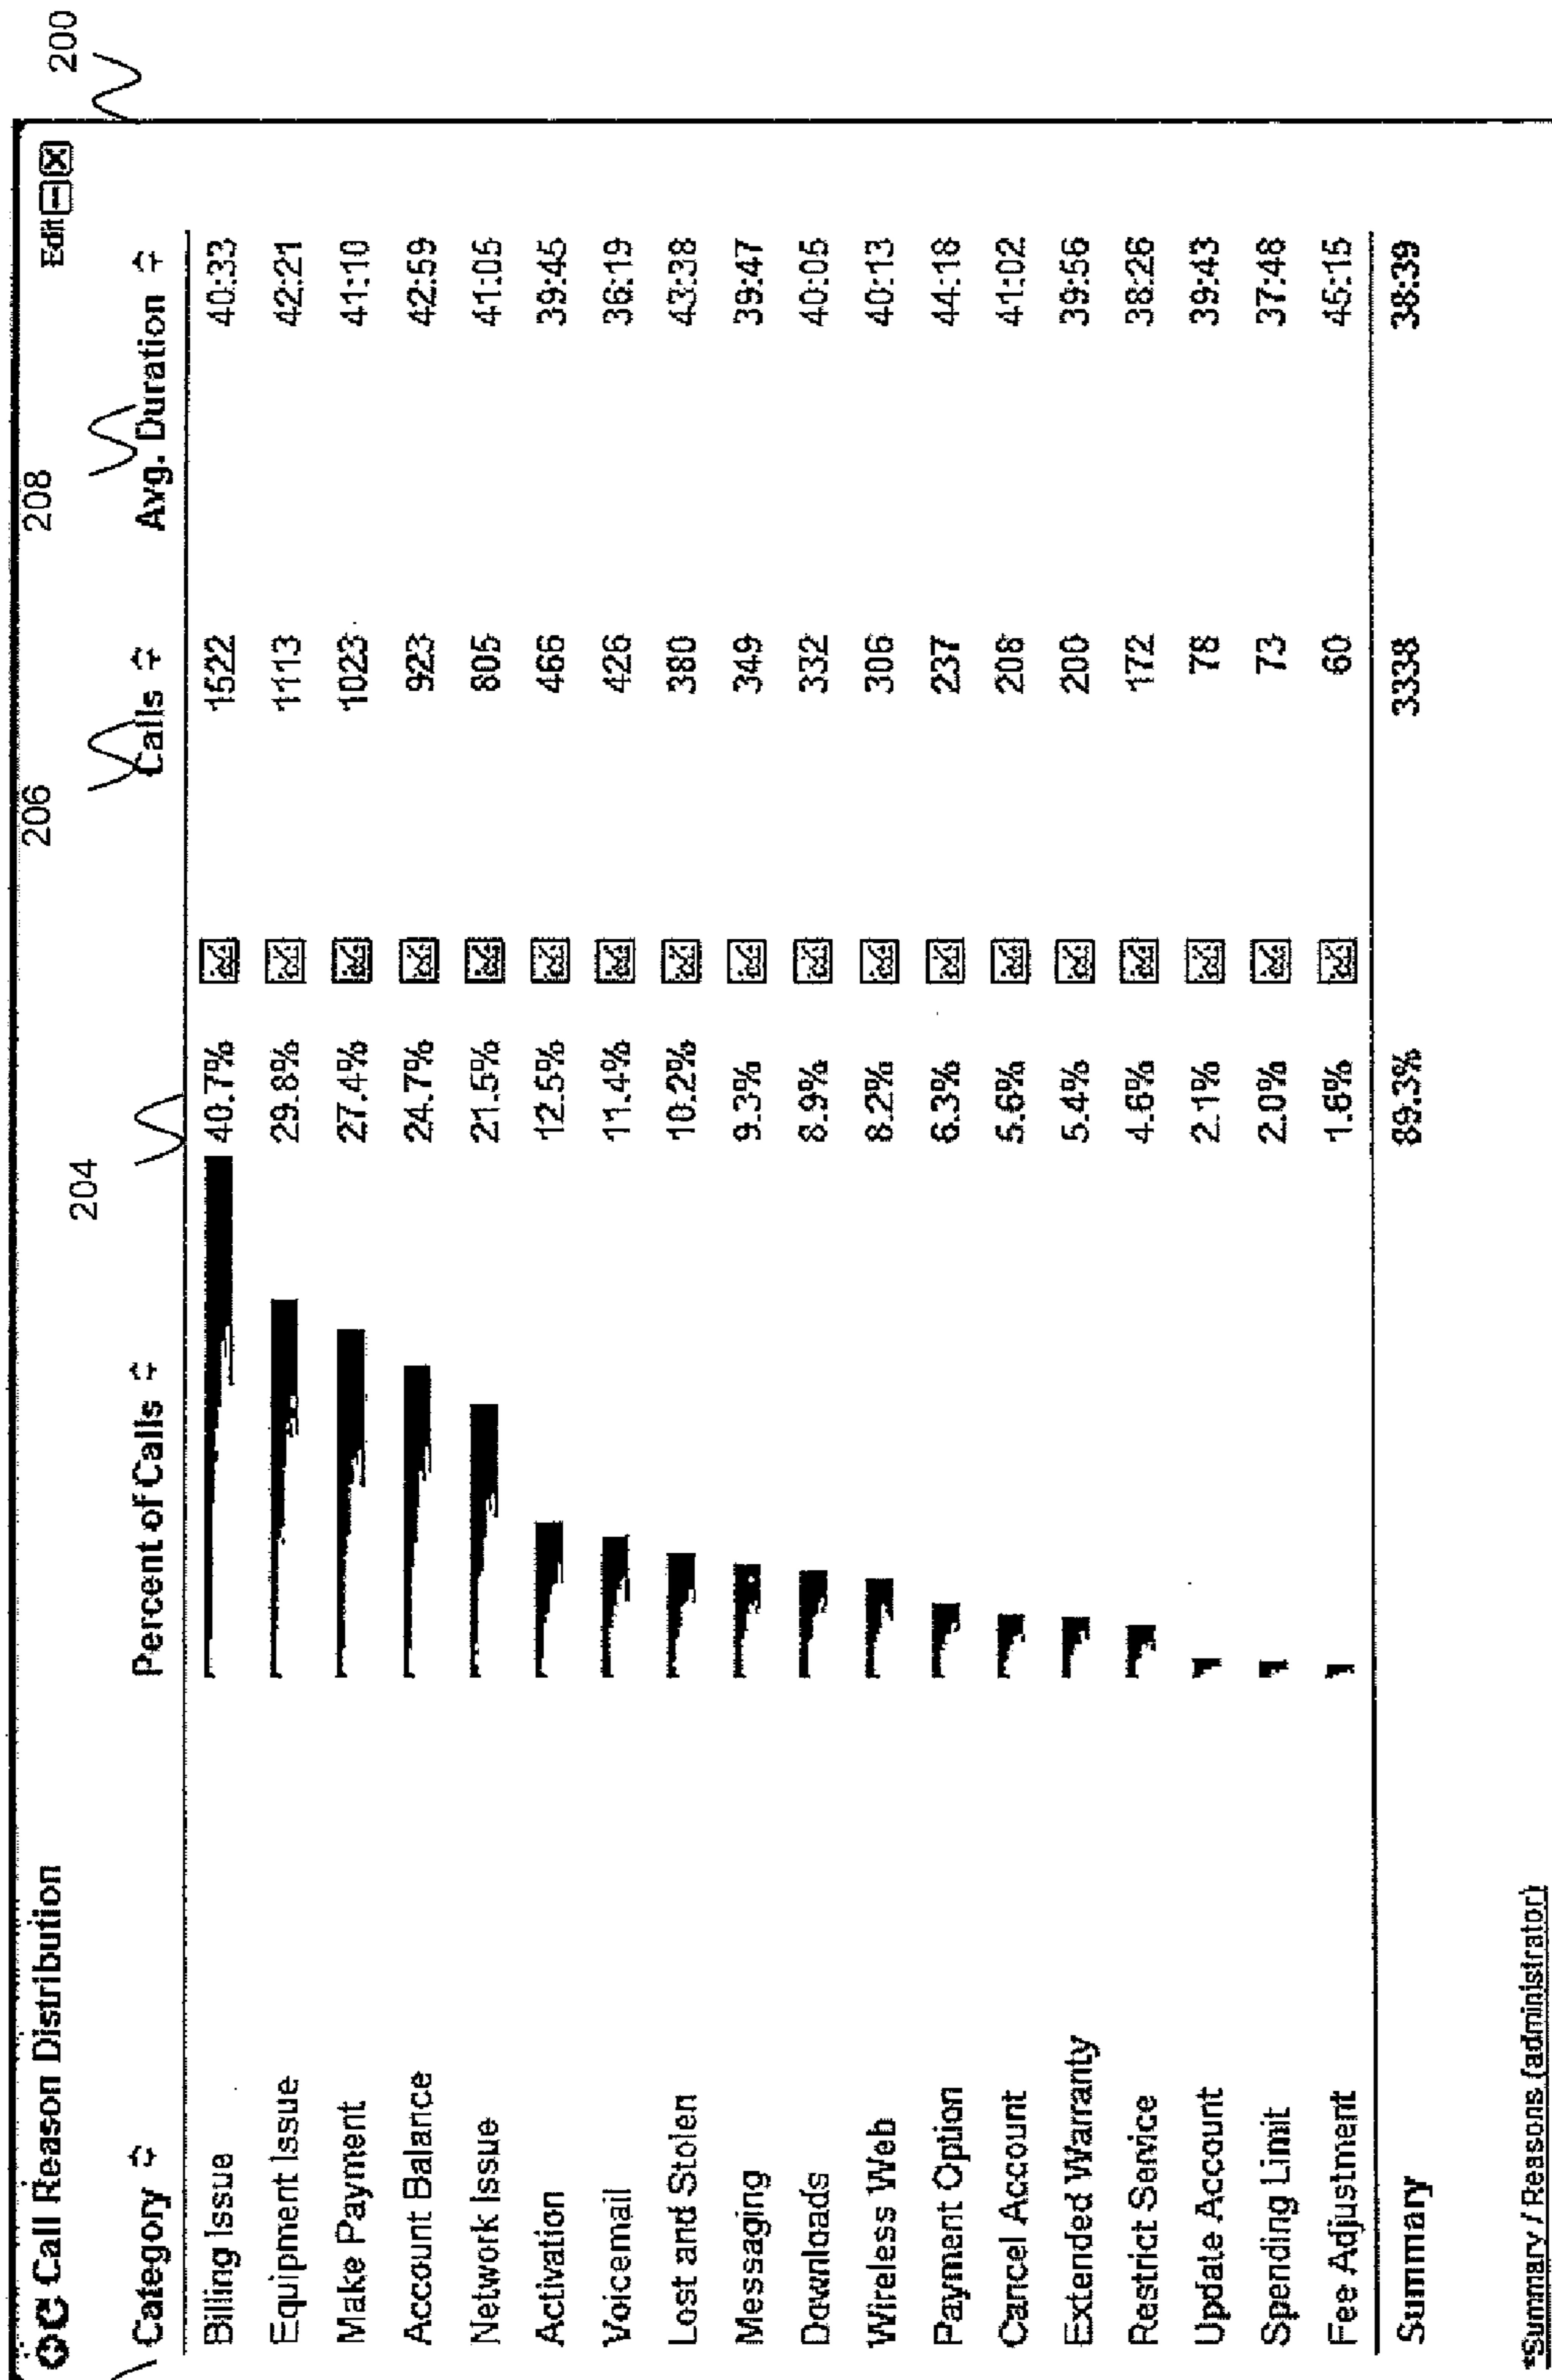 200
Call Reason Distribution Edit
204 206 208
Category Percent of Calls Calls Avg. Duration
Billing Issue 40.7% 1522 40:33
Equipment Issue 29.8% 1113 42:21
Make Payment 27.4% 1023 41:10
Account Balance 24.7% 923 42:59
Network Issue 21.5% 805 41:05
Activation 12.5% 466 39:45
Voicemail 11.4% 426 36:19
Lost and Stolen 10.2% 380 43:38
Messaging 9.3% 349 39:47
Downloads 8.9% 332 40:05
Wireless Web 8.2% 306 40:13
Payment Option 6.3% 237 44:18
Cancel Account 5.6% 208 41:02
Extended Warranty 5.4% 200 39:56
Restrict Service 4.6% 172 38:26
Update Account 2.1% 78 39:43
Spending Limit 2.0% 73 37:48
Fee Adjustment 1.6% 60 45:15
Summary 89.3% 3338 38:39
*Summary / Reasons (administrator)